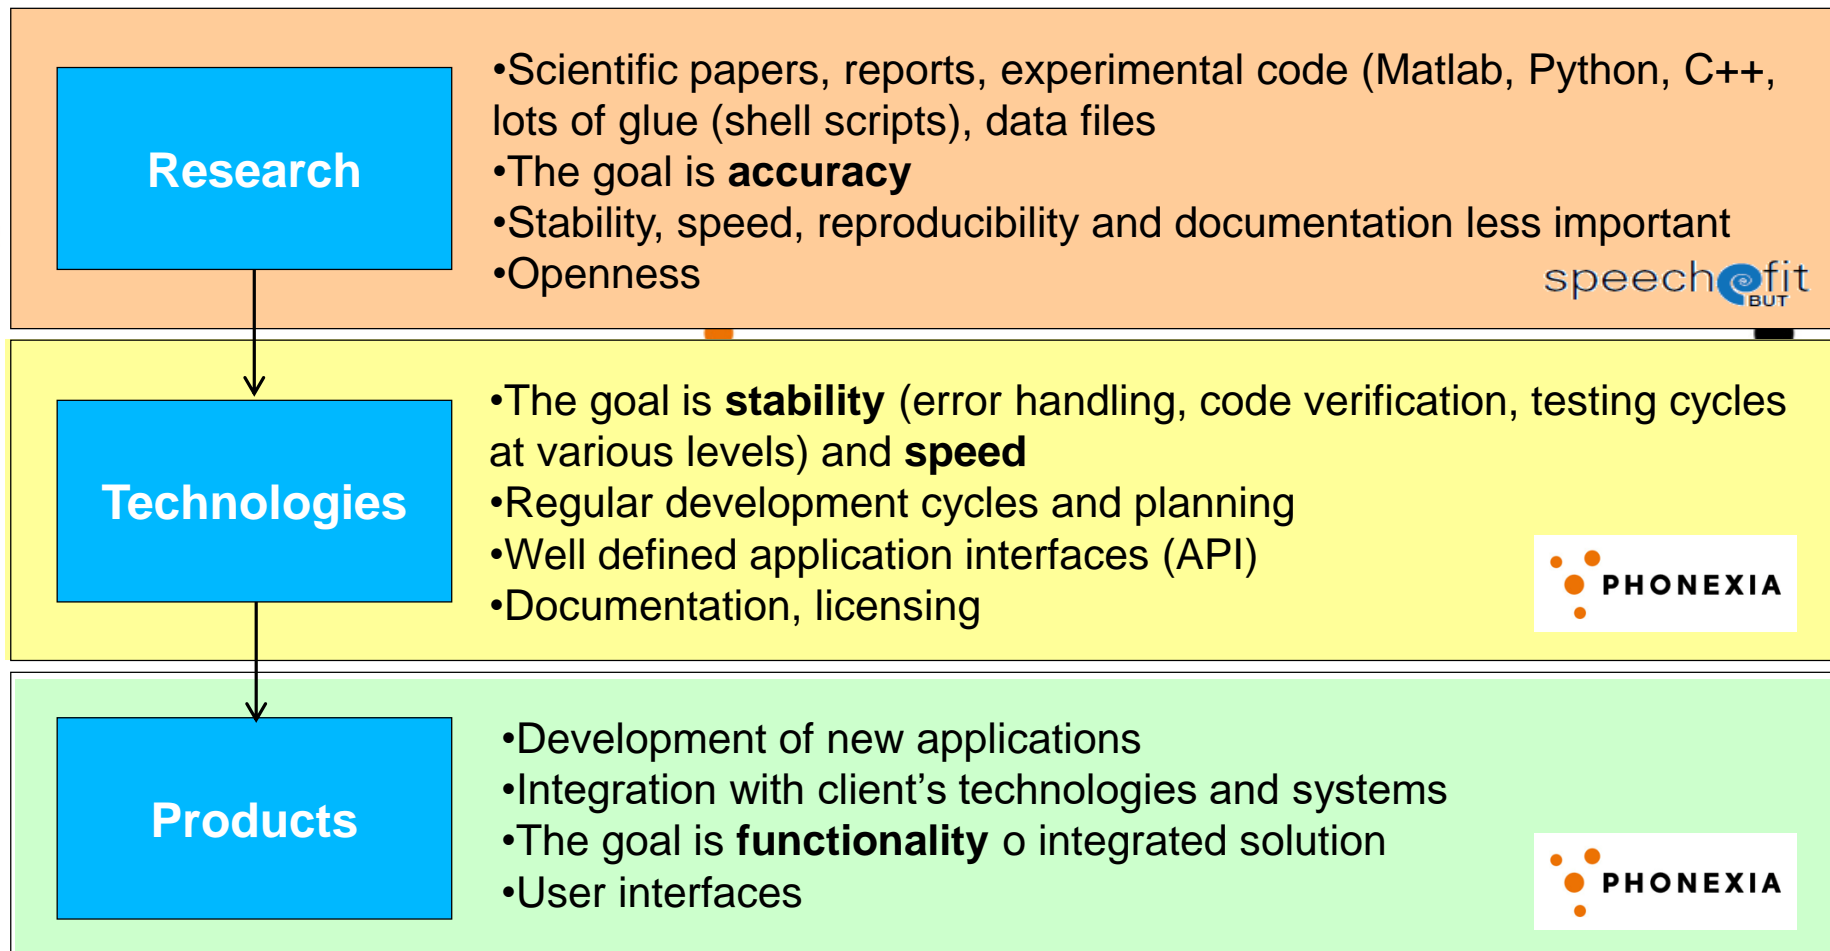 Research
•Scientific papers, reports, experimental code (Matlab, Python, C++,
lots of glue (shell scripts), data files
•The goal is accuracy
•Stability, speed, reproducibility and documentation less important
•Openness
speech@fit
BUT
Technologies
•The goal is stability (error handling, code verification, testing cycles
at various levels) and speed
•Regular development cycles and planning
•Well defined application interfaces (API)
•Documentation, licensing
PHONEXIA
Products
•Development of new applications
•Integration with client's technologies and systems
•The goal is functionality o integrated solution
•User interfaces
PHONEXIA